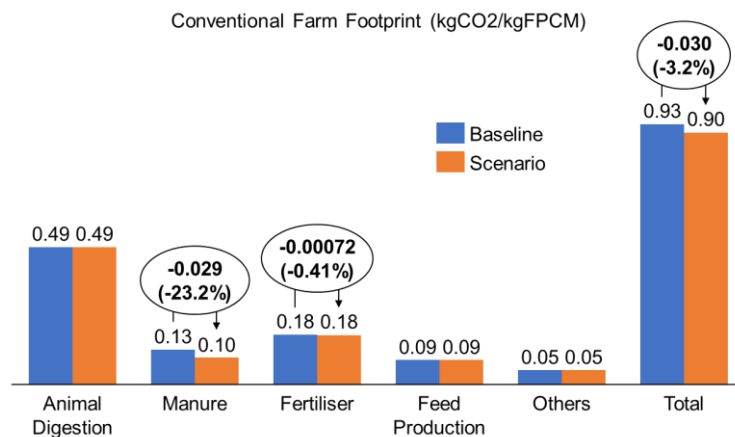 Conventional Farm Footprint (kgCO2/kgFPCM)
-0.030
(-3.2%)
0.93 0.90
Baseline
Scenario
0.49 0.49
-0.029
(-23.2%)
0.13 0.10
-0.00072
(-0.41%)
0.18 0.18
0.09 0.09
0.05 0.05
Animal
Digestion
Manure
Fertiliser
Feed
Production
Others
Total